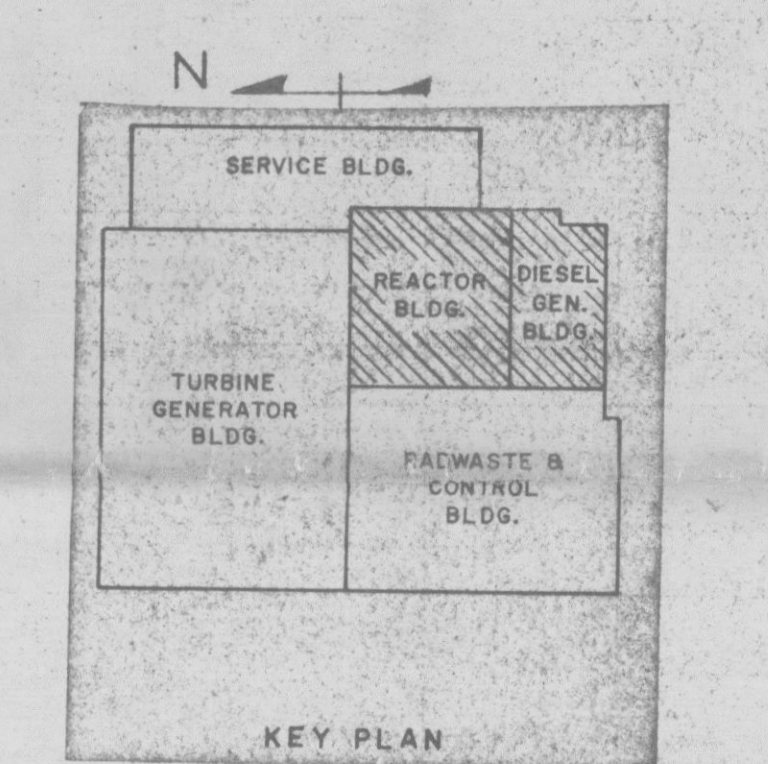 N
SERVICE BLDG.
REACTOR
BLDG.
DIESEL
GEN.
BLDG.
TURBINE
GENERATOR
BLDG.
RADWASTE &
CONTROL
BLDG.
KEY PLAN